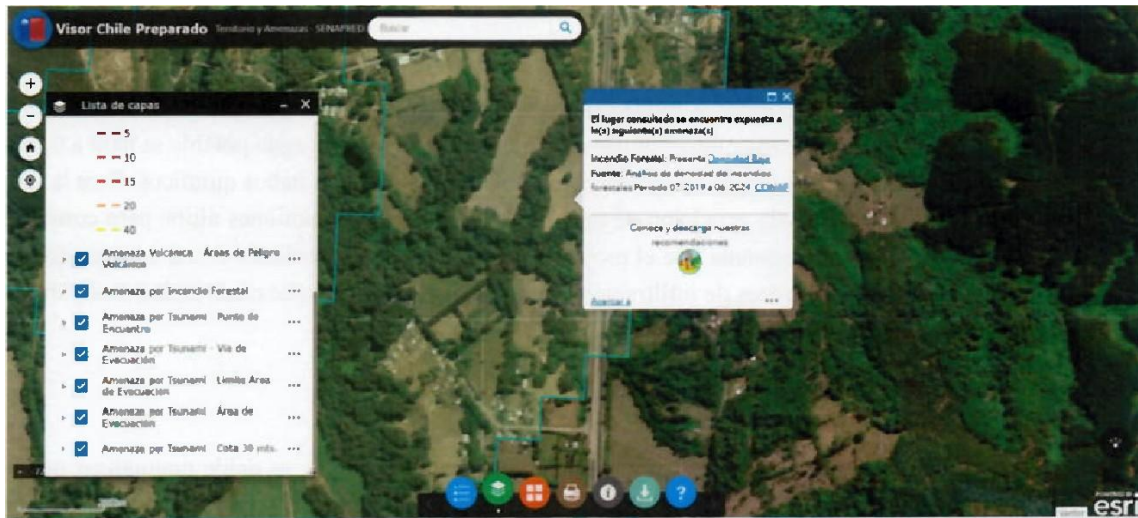 Visor Chile Preparado Territorio y Amenazas - SENAPRED Buscar
Lista de capas
5
10
15
20
40
Amenaza Volcánica Áreas de Peligro
Volcánico
Amenaza por Incendio Forestal
Amenaza por Tsunami Punto de
Encuentro
Amenaza por Tsunami - Vía de
Evacuación
Amenaza por Tsunami Límite Área
de Evacuación
Amenaza por Tsunami Área de
Evacuación
Amenaza por Tsunami Cota 30 mts.
El lugar consultado se encuentra expuesto a
la(s) siguiente(s) amenaza(s)
Incendio Forestal: Presenta Densidad Baja
Fuente: Análisis de densidad de incendios
forestales Periodo 07-2019 a 06-2024 CONAF
Conoce y descarga nuestras
recomendaciones
Acercar a
POWERED BY
esri